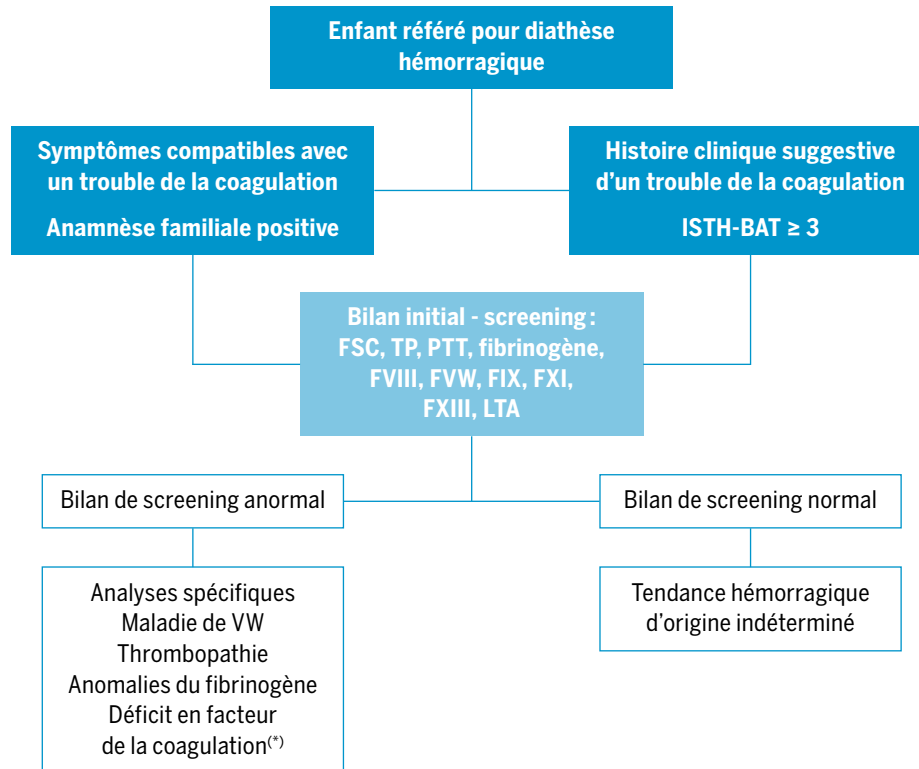 Enfant référé pour diathèse
hémorragique
Symptômes compatibles avec
un trouble de la coagulation
Anamnèse familiale positive
Histoire clinique suggestive
d'un trouble de la coagulation
ISTH-BAT ≥ 3
Bilan initial - screening :
FSC, TP, PTT, fibrinogène,
FVIII, FVW, FIX, FXI,
FXIII, LTA
Bilan de screening anormal
Bilan de screening normal
Analyses spécifiques
Maladie de VW
Thrombopathie
Anomalies du fibrinogène
Déficit en facteur
de la coagulation(*)
Tendance hémorragique
d'origine indéterminé